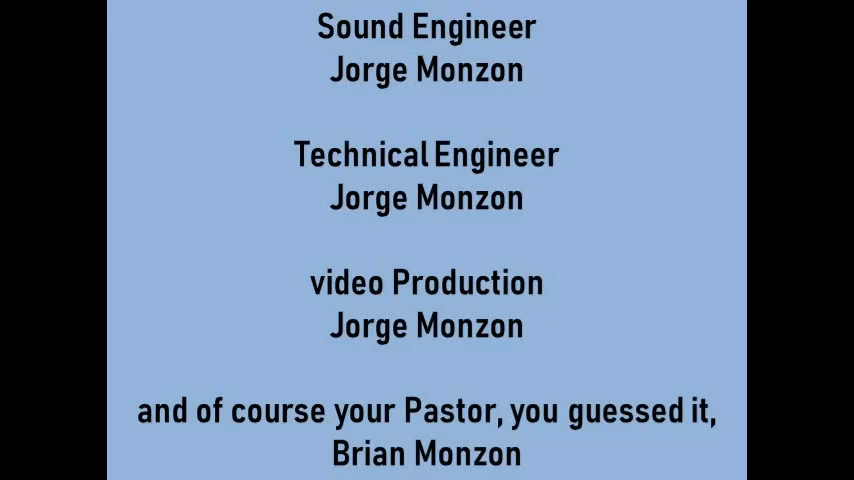 Sound Engineer
Jorge Monzon
Technical Engineer
Jorge Monzon
video Production
Jorge Monzon
and of course your Pastor, you guessed it,
Brian Monzon